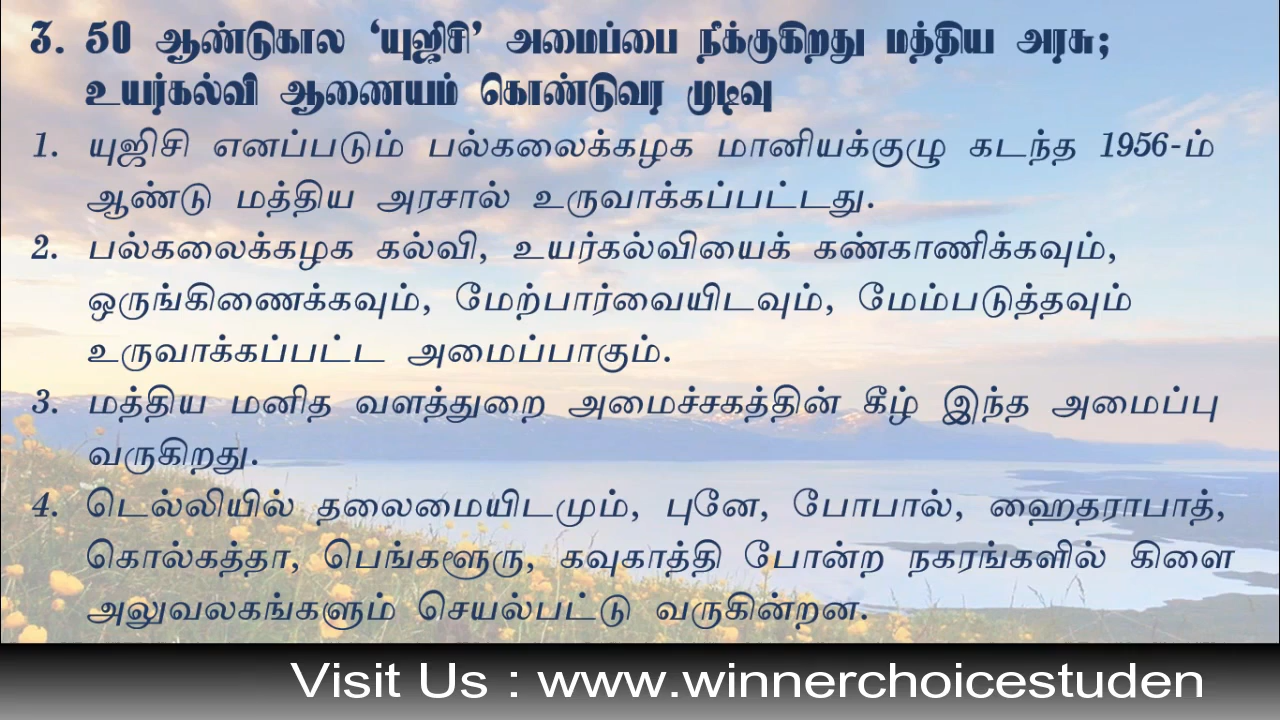 3. 50 ஆண்டுகால ‘யுஜிசி’ அமைப்பை நீக்குகிறது மத்திய அரசு;
உயர்கல்வி ஆணையம் கொண்டுவர முடிவு
1. யுஜிசி எனப்படும் பல்கலைக்கழக மானியக்குழு கடந்த 1956-ம்
ஆண்டு மத்திய அரசால் உருவாக்கப்பட்டது.
2. பல்கலைக்கழக கல்வி, உயர்கல்வியைக் கண்காணிக்கவும்,
ஒருங்கிணைக்கவும், மேற்பார்வையிடவும், மேம்படுத்தவும்
உருவாக்கப்பட்ட அமைப்பாகும்.
3. மத்திய மனித வளத்துறை அமைச்சகத்தின் கீழ் இந்த அமைப்பு
வருகிறது.
4. டெல்லியில் தலைமையிடமும், புனே, போபால், ஹைதராபாத்,
கொல்கத்தா, பெங்களூரு, கவுகாத்தி போன்ற நகரங்களில் கிளை
அலுவலகங்களும் செயல்பட்டு வருகின்றன.
Visit Us : www.winnerchoicestuden